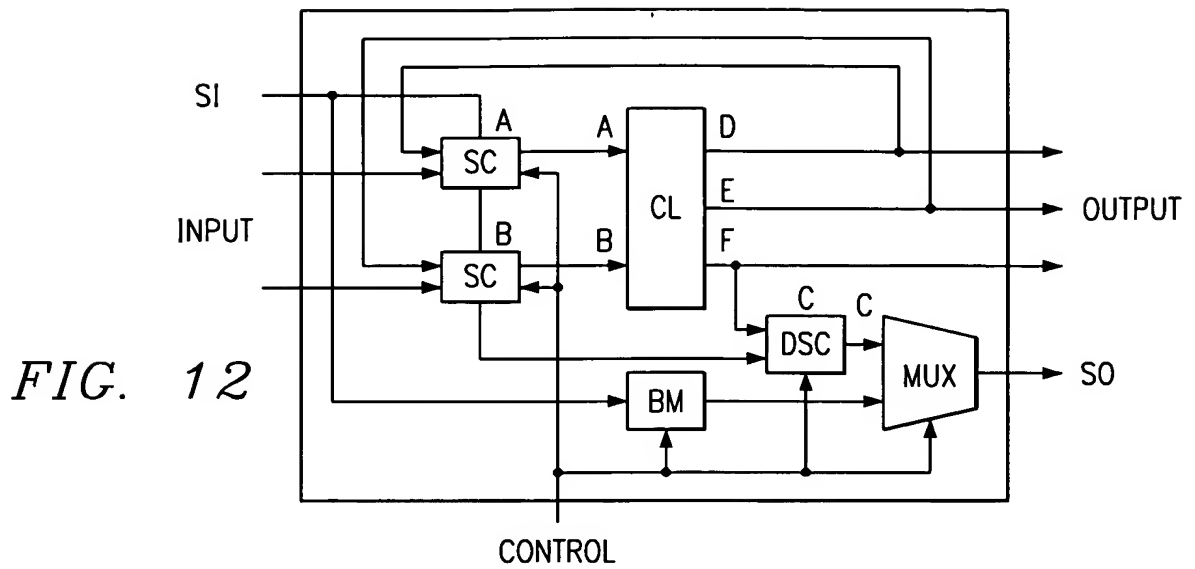 SI
A
A
D
SC
CL
E
OUTPUT
INPUT
B
B
F
SC
C
C
DSC
MUX
SO
FIG. 12
BM
CONTROL